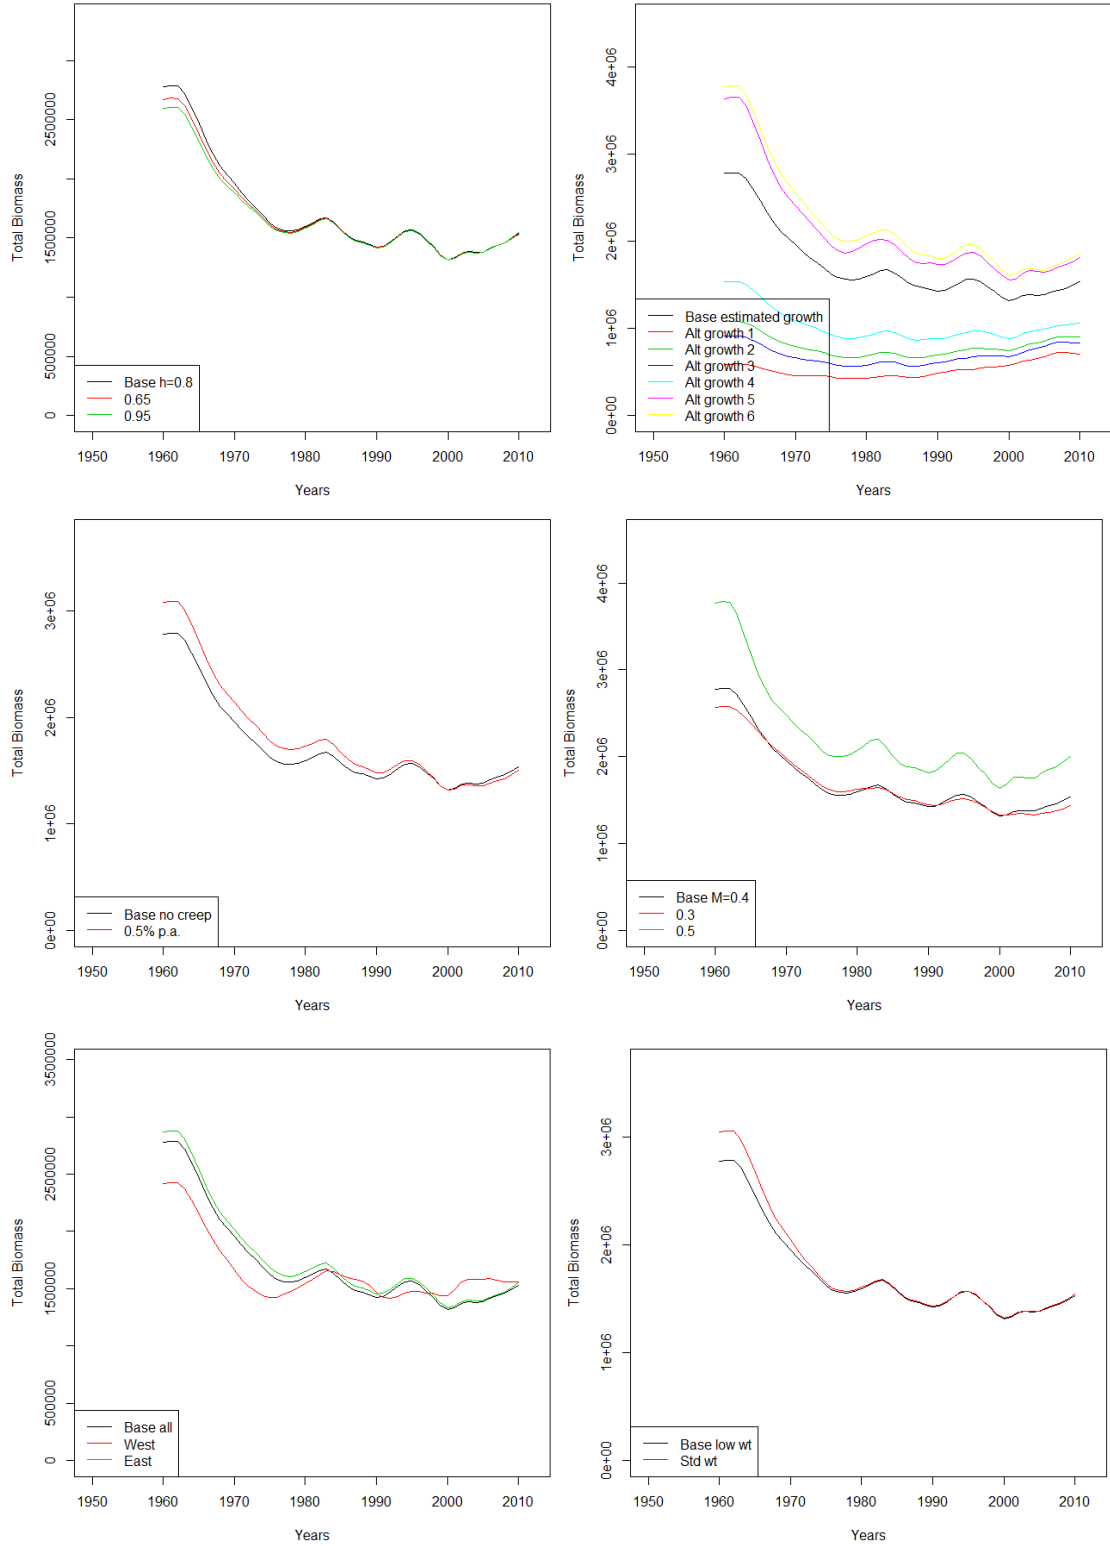 Total Biomass
0
500000
1500000
2500000
Base h=0.8
0.65
0.95
1950 1960 1970 1980 1990 2000 2010
Years
Total Biomass
0e+00
1e+06
2e+06
3e+06
4e+06
Base estimated growth
Alt growth 1
Alt growth 2
Alt growth 3
Alt growth 4
Alt growth 5
Alt growth 6
1950 1960 1970 1980 1990 2000 2010
Years
Total Biomass
0e+00
1e+06
2e+06
3e+06
Base no creep
0.5% p.a.
1950 1960 1970 1980 1990 2000 2010
Years
Total Biomass
0e+00
1e+06
2e+06
3e+06
4e+06
Base M=0.4
0.3
0.5
1950 1960 1970 1980 1990 2000 2010
Years
Total Biomass
0
500000
1500000
2500000
3500000
Base all
West
East
1950 1960 1970 1980 1990 2000 2010
Years
Total Biomass
0e+00
1e+06
2e+06
3e+06
Base low wt
Std wt
1950 1960 1970 1980 1990 2000 2010
Years